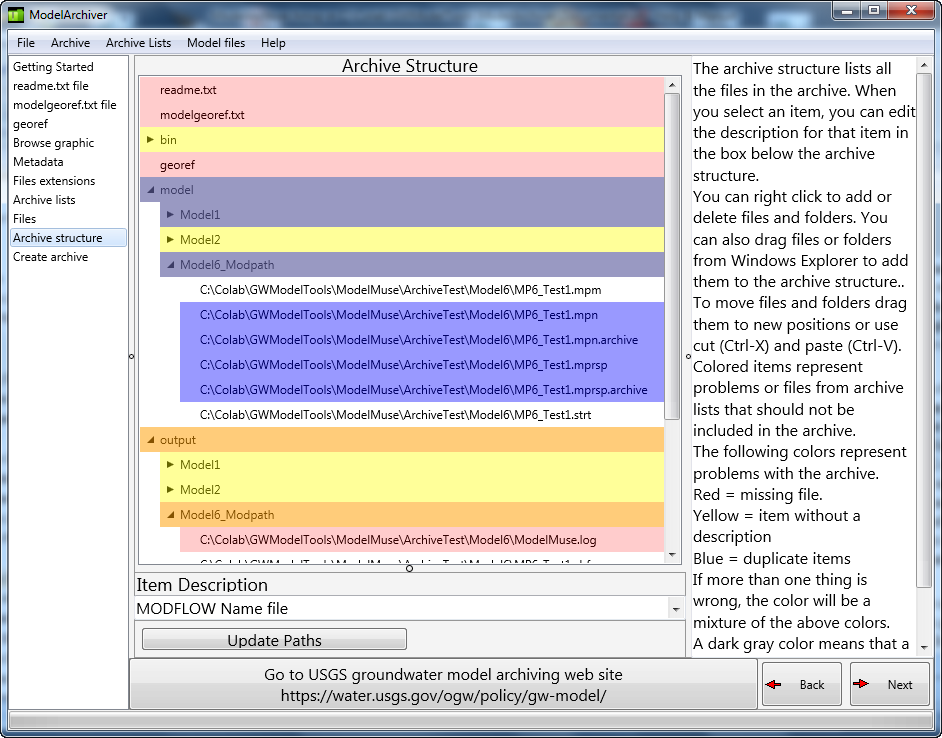 ModelArchiver
File Archive Archive Lists Model files Help
Getting Started
readme.txt file
modelgeoref.txt file
georef
Browse graphic
Metadata
Files extensions
Archive lists
Files
Archive structure
Create archive
Archive Structure
readme.txt
modelgeoref.txt
bin
georef
model
Model1
Model2
Model6_Modpath
C:\Colab\GWModelTools\ModelMuse\ArchiveTest\Model6\MP6_Test1.mpm
C:\Colab\GWModelTools\ModelMuse\ArchiveTest\Model6\MP6_Test1.mpn
C:\Colab\GWModelTools\ModelMuse\ArchiveTest\Model6\MP6_Test1.mpn.archive
C:\Colab\GWModelTools\ModelMuse\ArchiveTest\Model6\MP6_Test1.mprsp
C:\Colab\GWModelTools\ModelMuse\ArchiveTest\Model6\MP6_Test1.mprsp.archive
C:\Colab\GWModelTools\ModelMuse\ArchiveTest\Model6\MP6_Test1.strt
output
Model1
Model2
Model6_Modpath
C:\Colab\GWModelTools\ModelMuse\ArchiveTest\Model6\ModelMuse.log
Item Description
MODFLOW Name file
Update Paths
The archive structure lists all
the files in the archive. When
you select an item, you can edit
the description for that item in
the box below the archive
structure.
You can right click to add or
delete files and folders. You
can also drag files or folders
from Windows Explorer to add
them to the archive structure..
To move files and folders drag
them to new positions or use
cut (Ctrl-X) and paste (Ctrl-V).
Colored items represent
problems or files from archive
lists that should not be
included in the archive.
The following colors represent
problems with the archive.
Red = missing file.
Yellow = item without a
description
Blue = duplicate items
If more than one thing is
wrong, the color will be a
mixture of the above colors.
A dark gray color means that a
Go to USGS groundwater model archiving web site
https://water.usgs.gov/ogw/policy/gw-model/
Back
Next